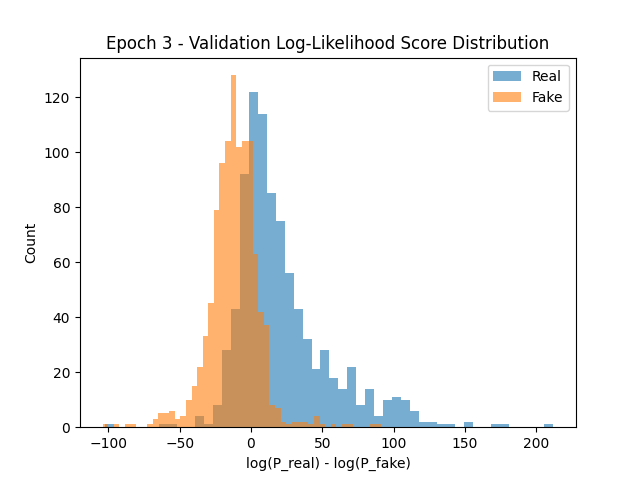 Epoch 3 - Validation Log-Likelihood Score Distribution
Real
Fake
Count
120
100
80
60
40
20
0
−100 −50 0 50 100 150 200
log(P_real) - log(P_fake)